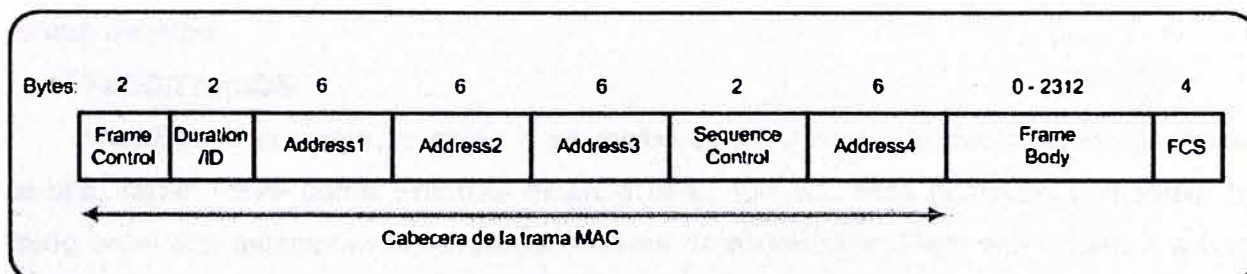 Bytes: 2 2 6 6 6 2 6 0 - 2312 4
Frame Control Duration /ID Address1 Address2 Address3 Sequence Control Address4 Frame Body FCS
Cabecera de la trama MAC